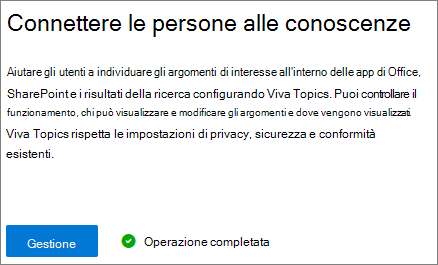 Connettere le persone alle conoscenze
Aiutare gli utenti a individuare gli argomenti di interesse all'interno delle app di Office,
SharePoint e i risultati della ricerca configurando Viva Topics. Puoi controllare il
funzionamento, chi può visualizzare e modificare gli argomenti e dove vengono visualizzati.
Viva Topics rispetta le impostazioni di privacy, sicurezza e conformità
esistenti.
Gestione
Operazione completata